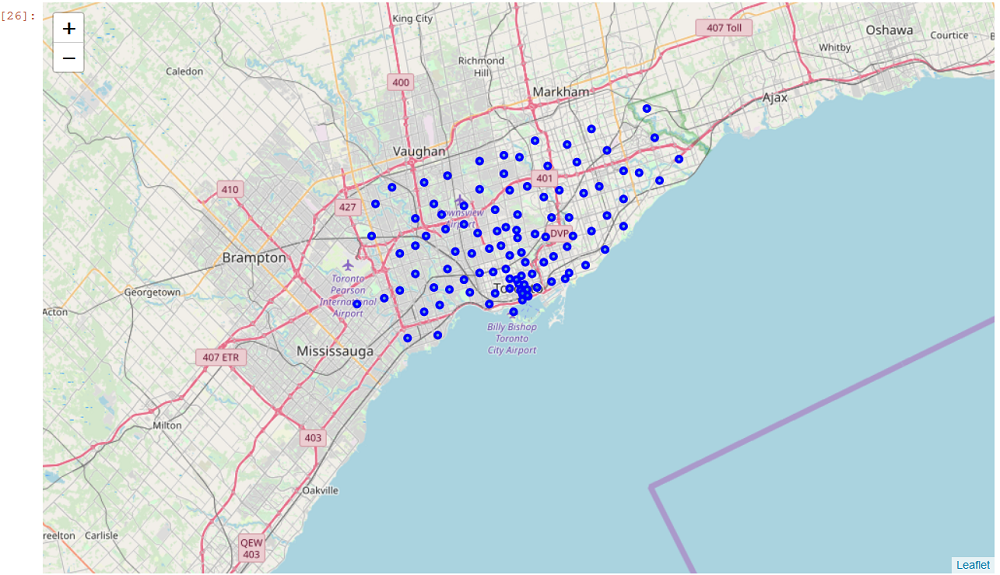 [26]:
+
−
King City
407 Toll
Oshawa
Courtice
Whitby
Richmond
Hill
Caledon
400
Markham
Ajax
Vaughan
401
410
427
DVP
Brampton
Toronto
Pearson
International
Airport
Georgetown
Acton
Billy Bishop
Toronto
City Airport
407 ETR
Mississauga
Milton
403
Oakville
Carlisle
QEW
403
Leaflet